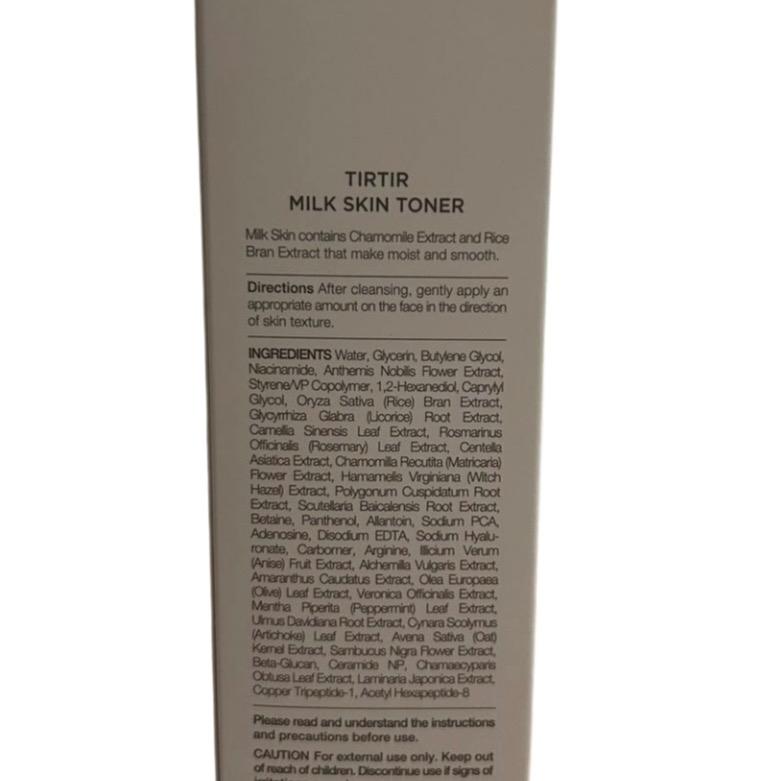 TIRTIR
MILK SKIN TONER
Milk Skin contains Chamomile Extract and Rice
Bran Extract that make moist and smooth.
Directions After cleansing, gently apply an
appropriate amount on the face in the direction
of skin texture.
INGREDIENTS Water, Glycerin, Butylene Glycol,
Niacinamide, Anthemis Nobilis Flower Extract,
Styrene/VP Copolymer, 1,2-Hexanediol, Caprylyl
Glycol, Oryza Sativa (Rice) Bran Extract,
Glycyrrhiza Glabra (Licorice) Root Extract,
Camellia Sinensis Leaf Extract, Rosmarinus
Officinalis (Rosemary) Leaf Extract, Centella
Asiatica Extract, Chamomilla Recutita (Matricaria)
Flower Extract, Hamamelis Virginiana (Witch
Hazel) Extract, Polygonum Cuspidatum Root
Extract, Scutellaria Baicalensis Root Extract,
Betaine, Panthenol, Allantoin, Sodium PCA,
Adenosine, Disodium EDTA, Sodium Hyalu-
ronate, Carbomer, Arginine, Illicium Verum
(Anise) Fruit Extract, Alchemilla Vulgaris Extract,
Amaranthus Caudatus Extract, Olea Europaea
(Olive) Leaf Extract, Veronica Officinalis Extract,
Mentha Piperita (Peppermint) Leaf Extract,
Ulmus Davidiana Root Extract, Cynara Scolymus
(Artichoke) Leaf Extract, Avena Sativa (Oat)
Kernel Extract, Sambucus Nigra Flower Extract,
Beta-Glucan, Ceramide NP, Chamaecyparis
Obtusa Leaf Extract, Laminaria Japonica Extract,
Copper Tripeptide-1, Acetyl Hexapeptide-8
Please read and understand the instructions
and precautions before use.
CAUTION For external use only. Keep out
of reach of children. Discontinue use if signs of